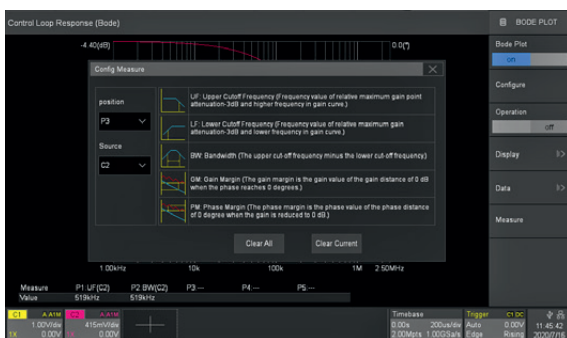 Control Loop Response (Bode)
BODE PLOT
-4.40(dB)
0.0(°)
Bode Plot
on
Config Measure
position
P3
Source
C2
UF: Upper Cutoff Frequency (Frequency value of relative maximum gain point
attenuation-3dB and higher frequency in gain curve.)
LF: Lower Cutoff Frequency (Frequency value of relative maximum gain
attenuation-3dB and lower frequency in gain curve.)
BW: Bandwidth (The upper cut-off frequency minus the lower cut-off frequency)
GM: Gain Margin (The gain margin is the gain value of the gain distance of 0 dB
when the phase reaches 0 degrees.)
PM: Phase Margin (The phase margin is the phase value of the phase distance
of 0 degree when the gain is reduced to 0 dB.)
Clear All
Clear Current
Configure
Operation
off
Display
Data
Measure
1.00kHz
10k
100k
1M
2.50MHz
Measure P1:UF(C2) P2:BW(C2) P3:--- P4:--- P5:---
Value 519kHz 519kHz
C1
1.00V/div
1X 0.00V
C2
415mV/div
0.00V
Timebase
0.00s 200us/div
2.00Mpts 1.00GSa/s
Trigger C1 DC
Auto 0.00V
Edge Rising
11:45:42
2020/7/16